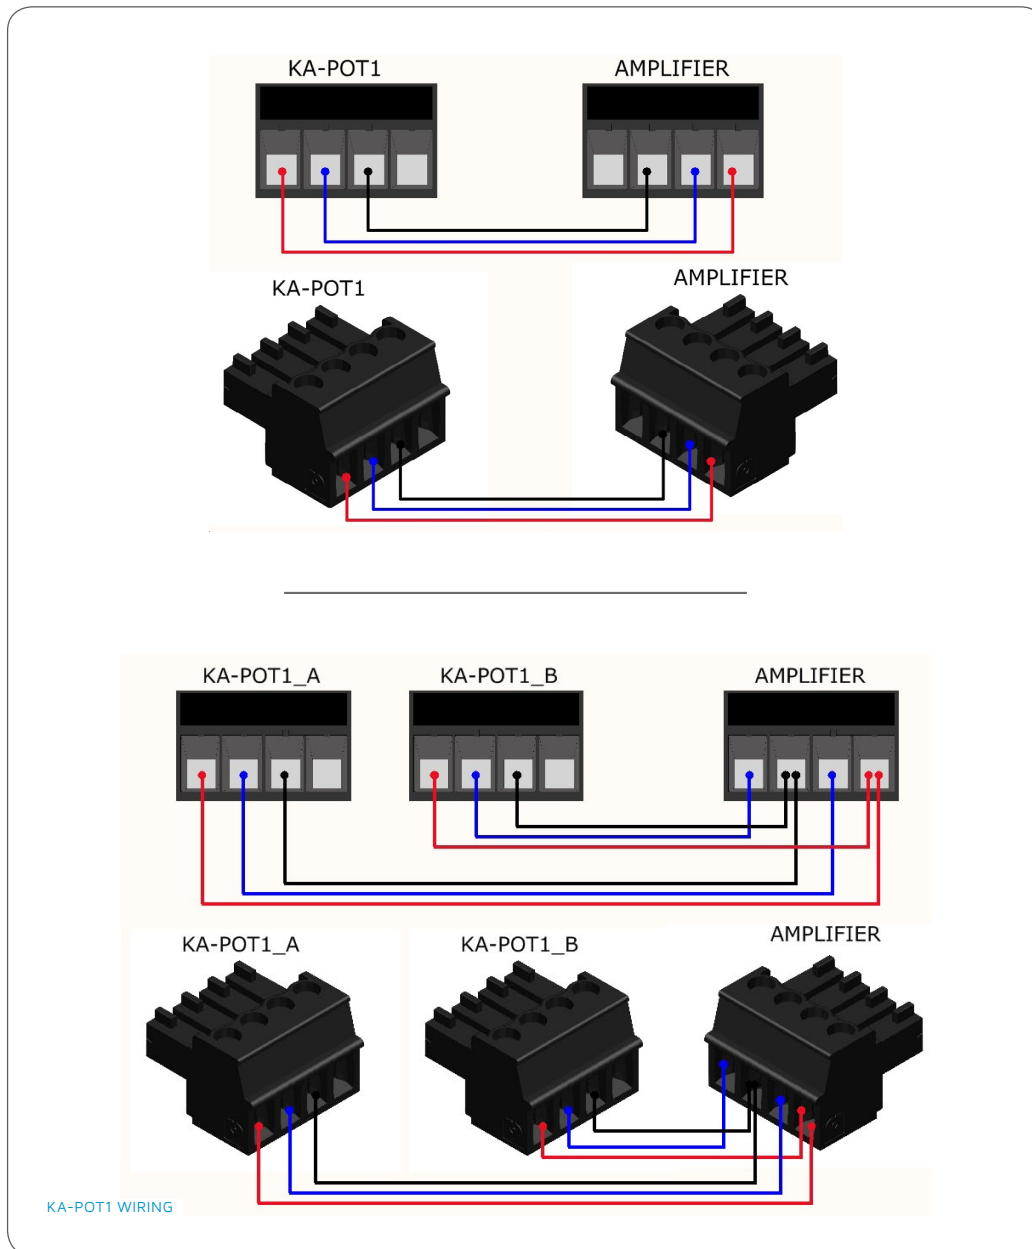 KA-POT1 AMPLIFIER
KA-POT1 AMPLIFIER
KA-POT1_A KA-POT1_B AMPLIFIER
KA-POT1_A KA-POT1_B AMPLIFIER
KA-POT1 WIRING